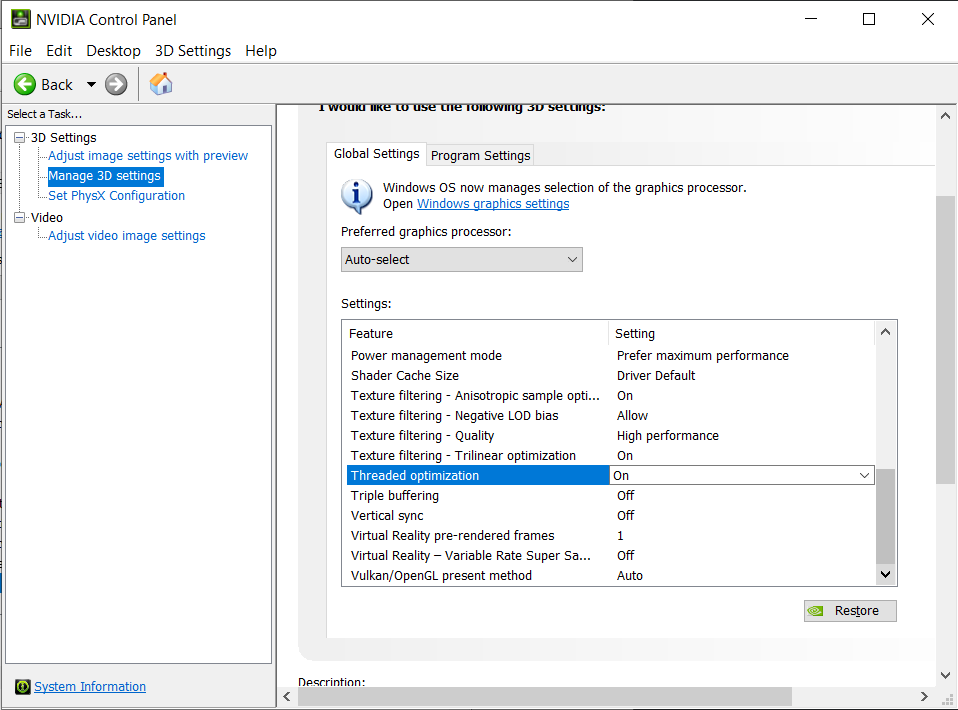 NVIDIA Control Panel
File Edit Desktop 3D Settings Help
Back
Select a Task...
3D Settings
Adjust image settings with preview
Manage 3D settings
Set PhysX Configuration
Video
Adjust video image settings
System Information
I would like to use the following 3D settings:
Global Settings Program Settings
Windows OS now manages selection of the graphics processor.
Open Windows graphics settings
Preferred graphics processor:
Auto-select
Settings:
Feature Setting
Power management mode Prefer maximum performance
Shader Cache Size Driver Default
Texture filtering - Anisotropic sample opti... On
Texture filtering - Negative LOD bias Allow
Texture filtering - Quality High performance
Texture filtering - Trilinear optimization On
Threaded optimization On
Triple buffering Off
Vertical sync Off
Virtual Reality pre-rendered frames 1
Virtual Reality – Variable Rate Super Sa... Off
Vulkan/OpenGL present method Auto
Restore
Description: